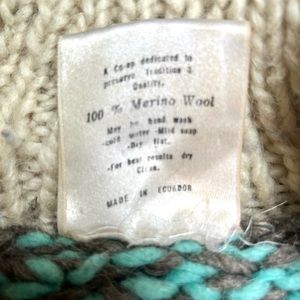 A Co-op dedicated to
preserve Tradition &
Quality.
100 % Merino Wool
May be hand wash
-cold water -Mild soap
-Dry flat.
-For best results dry
Clean.
MADE IN ECUADOR